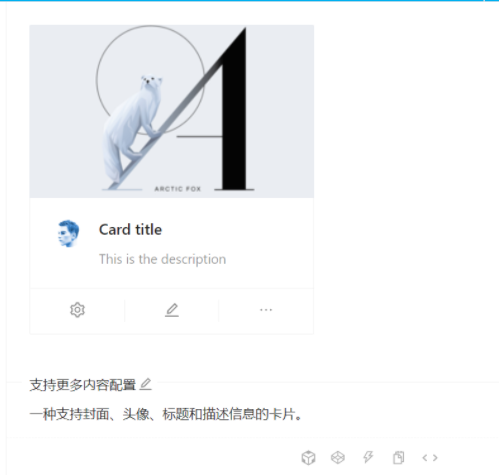 ARCTIC FOX
Card title
This is the description
支持更多内容配置
一种支持封面、头像、标题和描述信息的卡片。